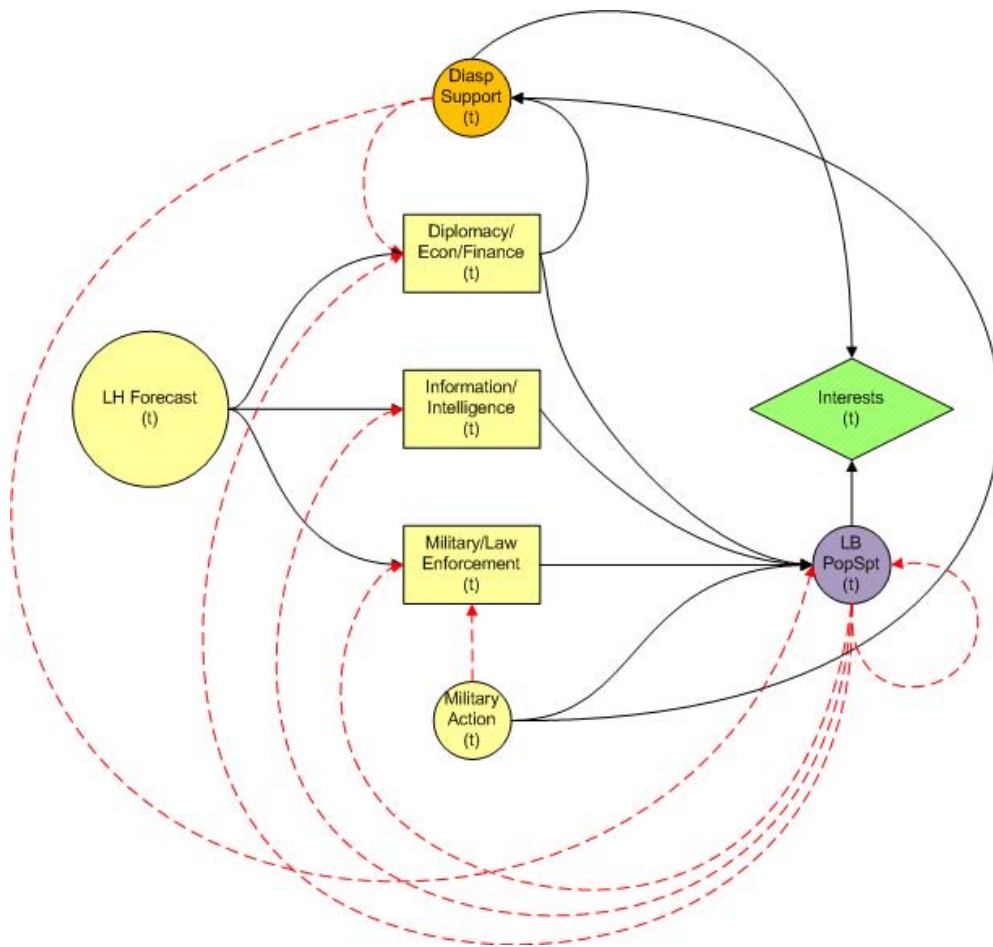 Diasp
Support
(t)
Diplomacy/
Econ/Finance
(t)
LH Forecast
(t)
Information/
Intelligence
(t)
Interests
(t)
Military/Law
Enforcement
(t)
LB
PopSpt
(t)
Military
Action
(t)